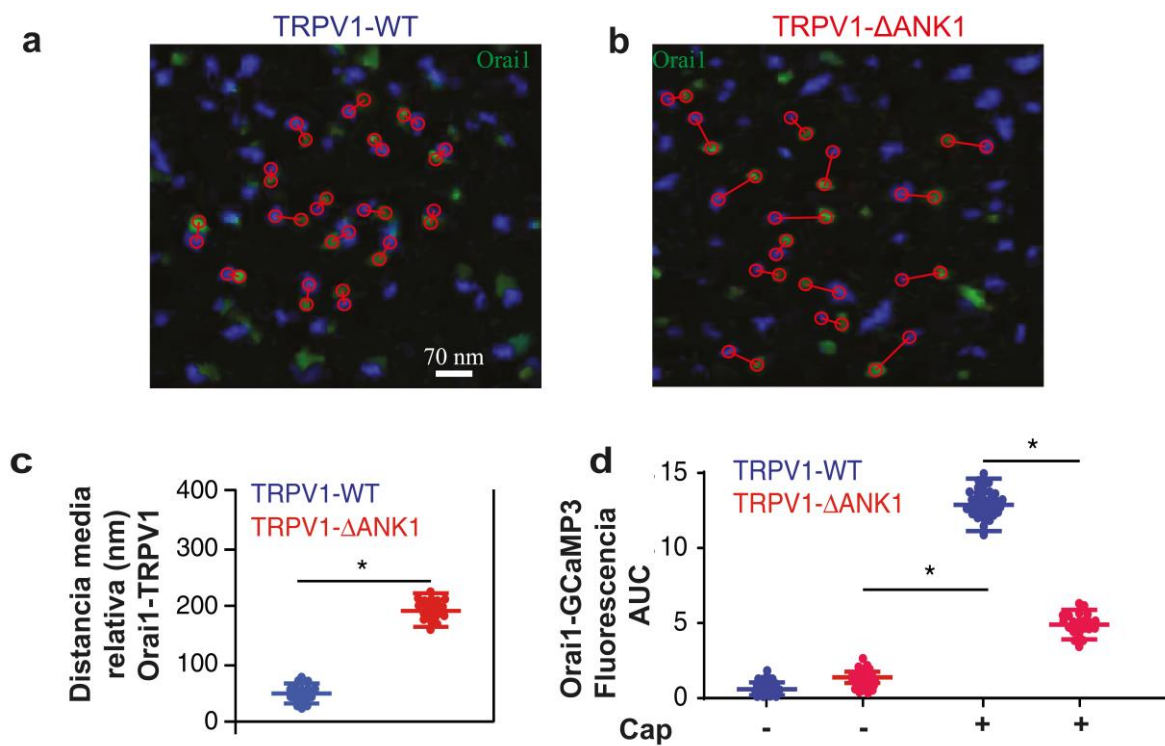 a
TRPV1-WT
Orai1
70 nm
b
TRPV1-ΔANK1
Orai1
c
Distancia media
relativa (nm)
Orai1-TRPV1
400
300
200
100
0
TRPV1-WT
TRPV1-ΔANK1
*
d
Orai1-GCaMP3
Fluorescencia
AUC
15
10
5
0
TRPV1-WT
TRPV1-ΔANK1
*
*
Cap - - + +